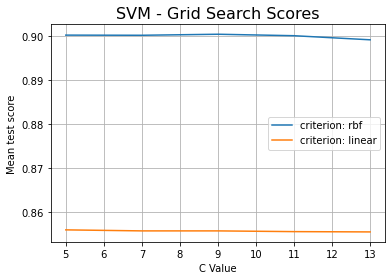 SVM - Grid Search Scores
Mean test score
0.90
0.89
0.88
0.87
0.86
criterion: rbf
criterion: linear
5 6 7 8 9 10 11 12 13
C Value